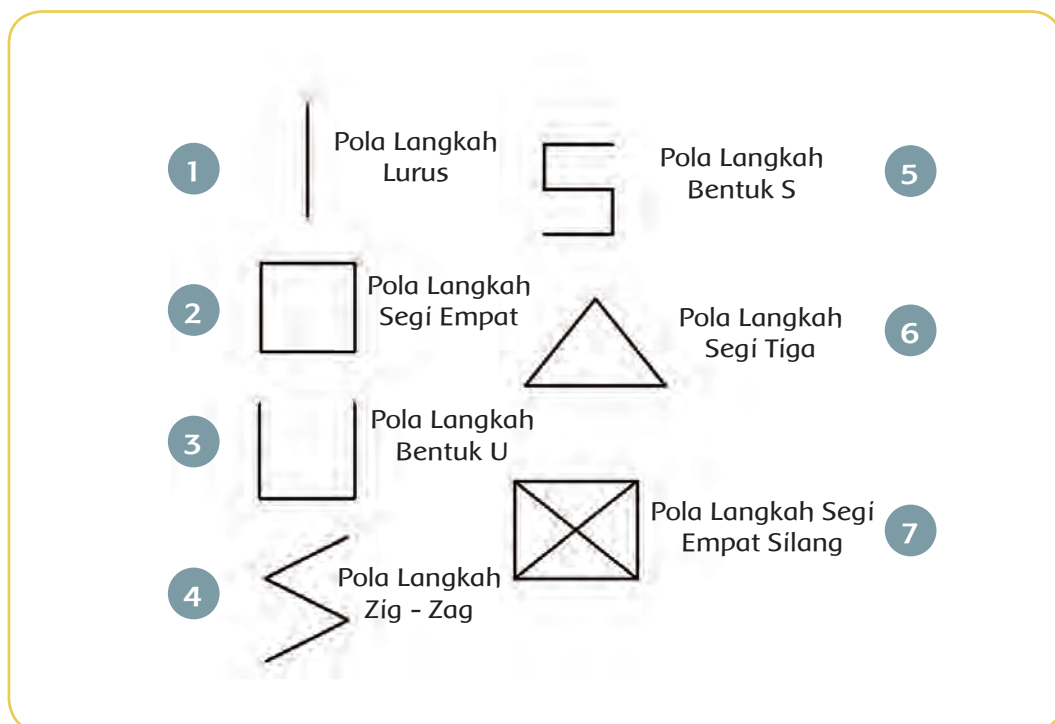 1
Pola Langkah
Lurus
2
Pola Langkah
Segi Empat
3
Pola Langkah
Bentuk U
4
Pola Langkah
Zig - Zag
5
Pola Langkah
Bentuk S
6
Pola Langkah
Segi Tiga
7
Pola Langkah Segi
Empat Silang